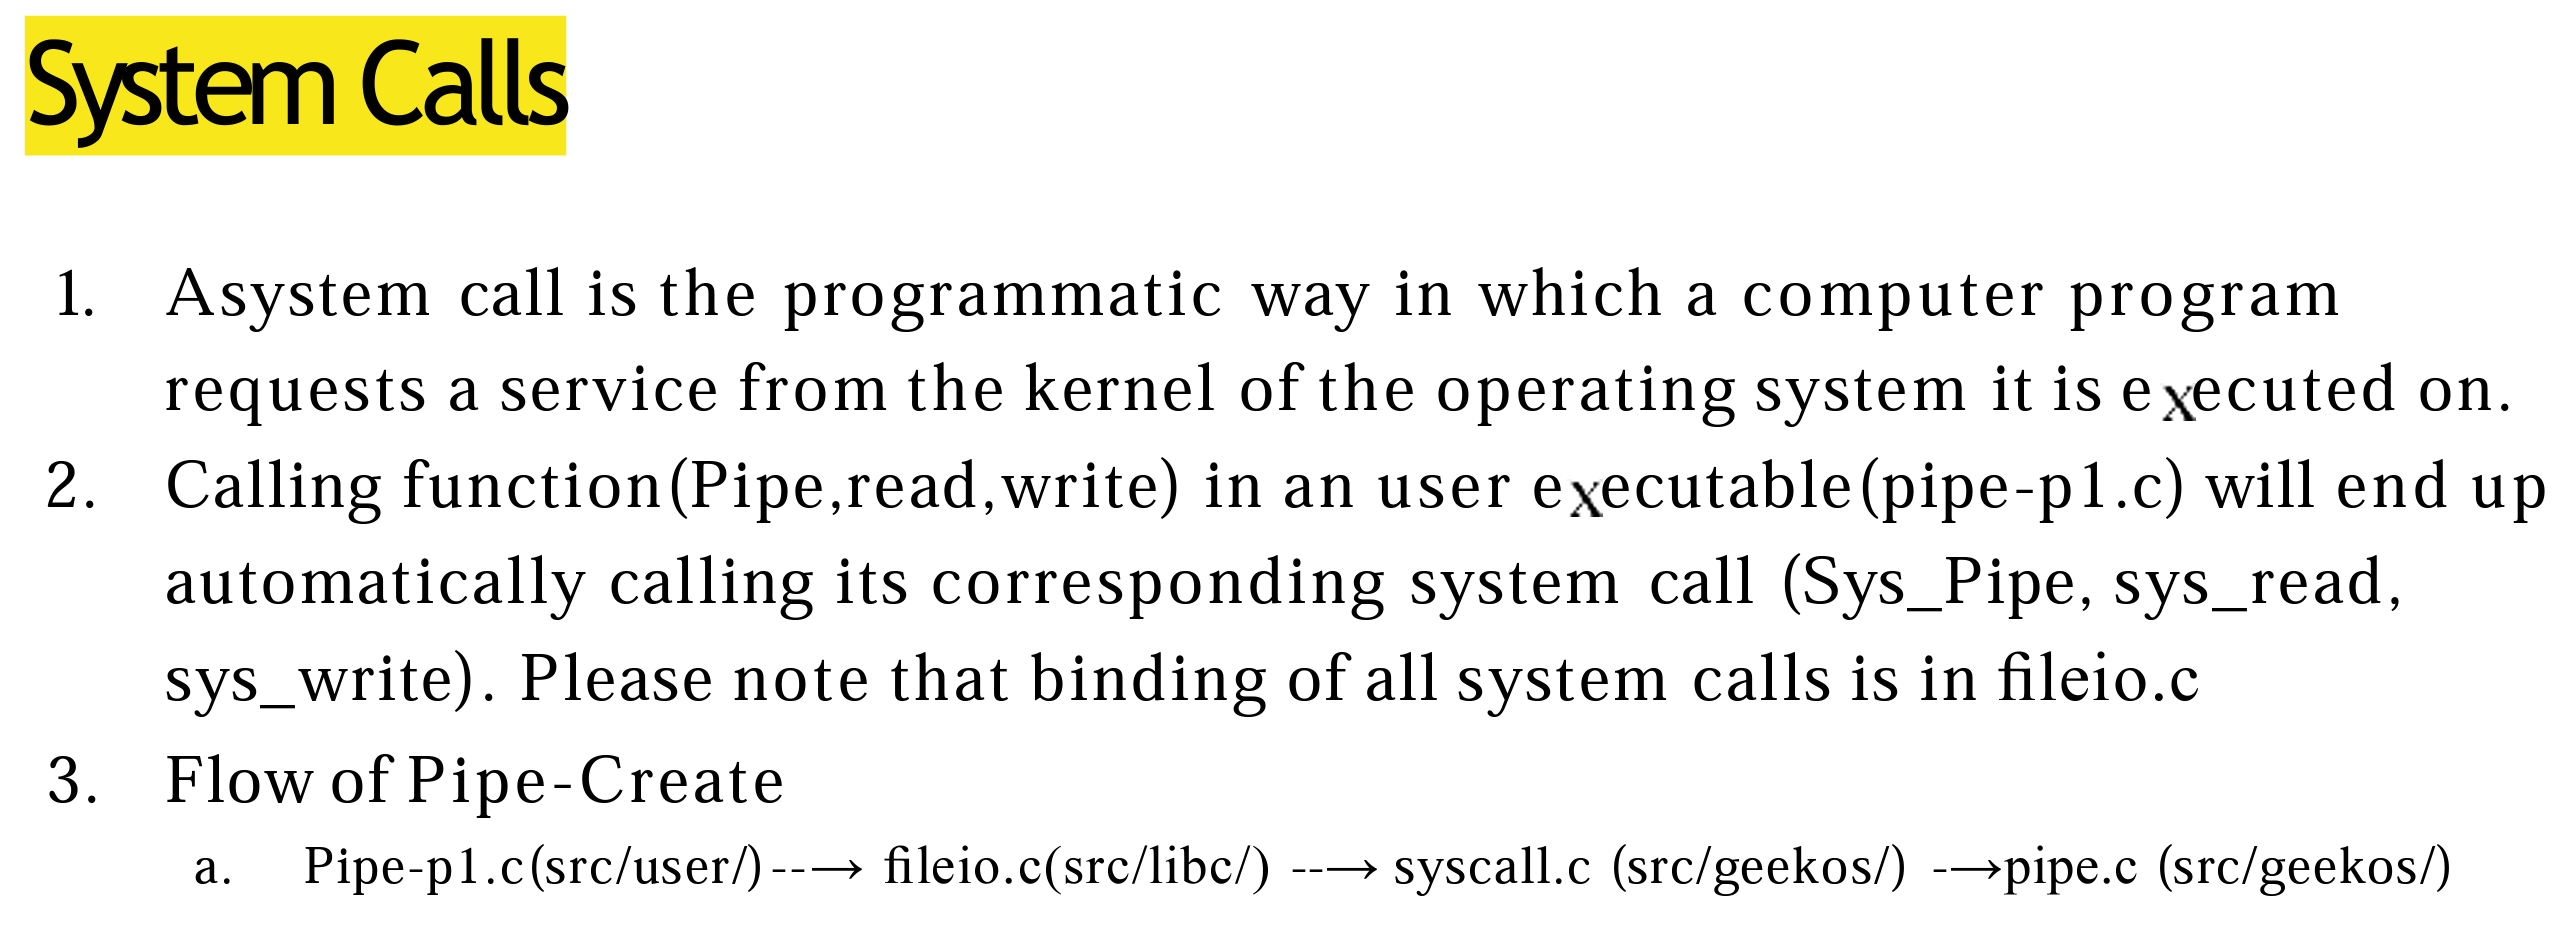 System Calls
1. Asystem call is the programmatic way in which a computer program
requests a service from the kernel of the operating system it is executed on.
2. Calling function(Pipe,read,write) in an user executable(pipe-p1.c) will end up
automatically calling its corresponding system call (Sys_Pipe, sys_read,
sys_write). Please note that binding of all system calls is in fileio.c
3. Flow of Pipe-Create
a. Pipe-p1.c(src/user/)--→ fileio.c(src/libc/) --→ syscall.c (src/geekos/) -→pipe.c (src/geekos/)